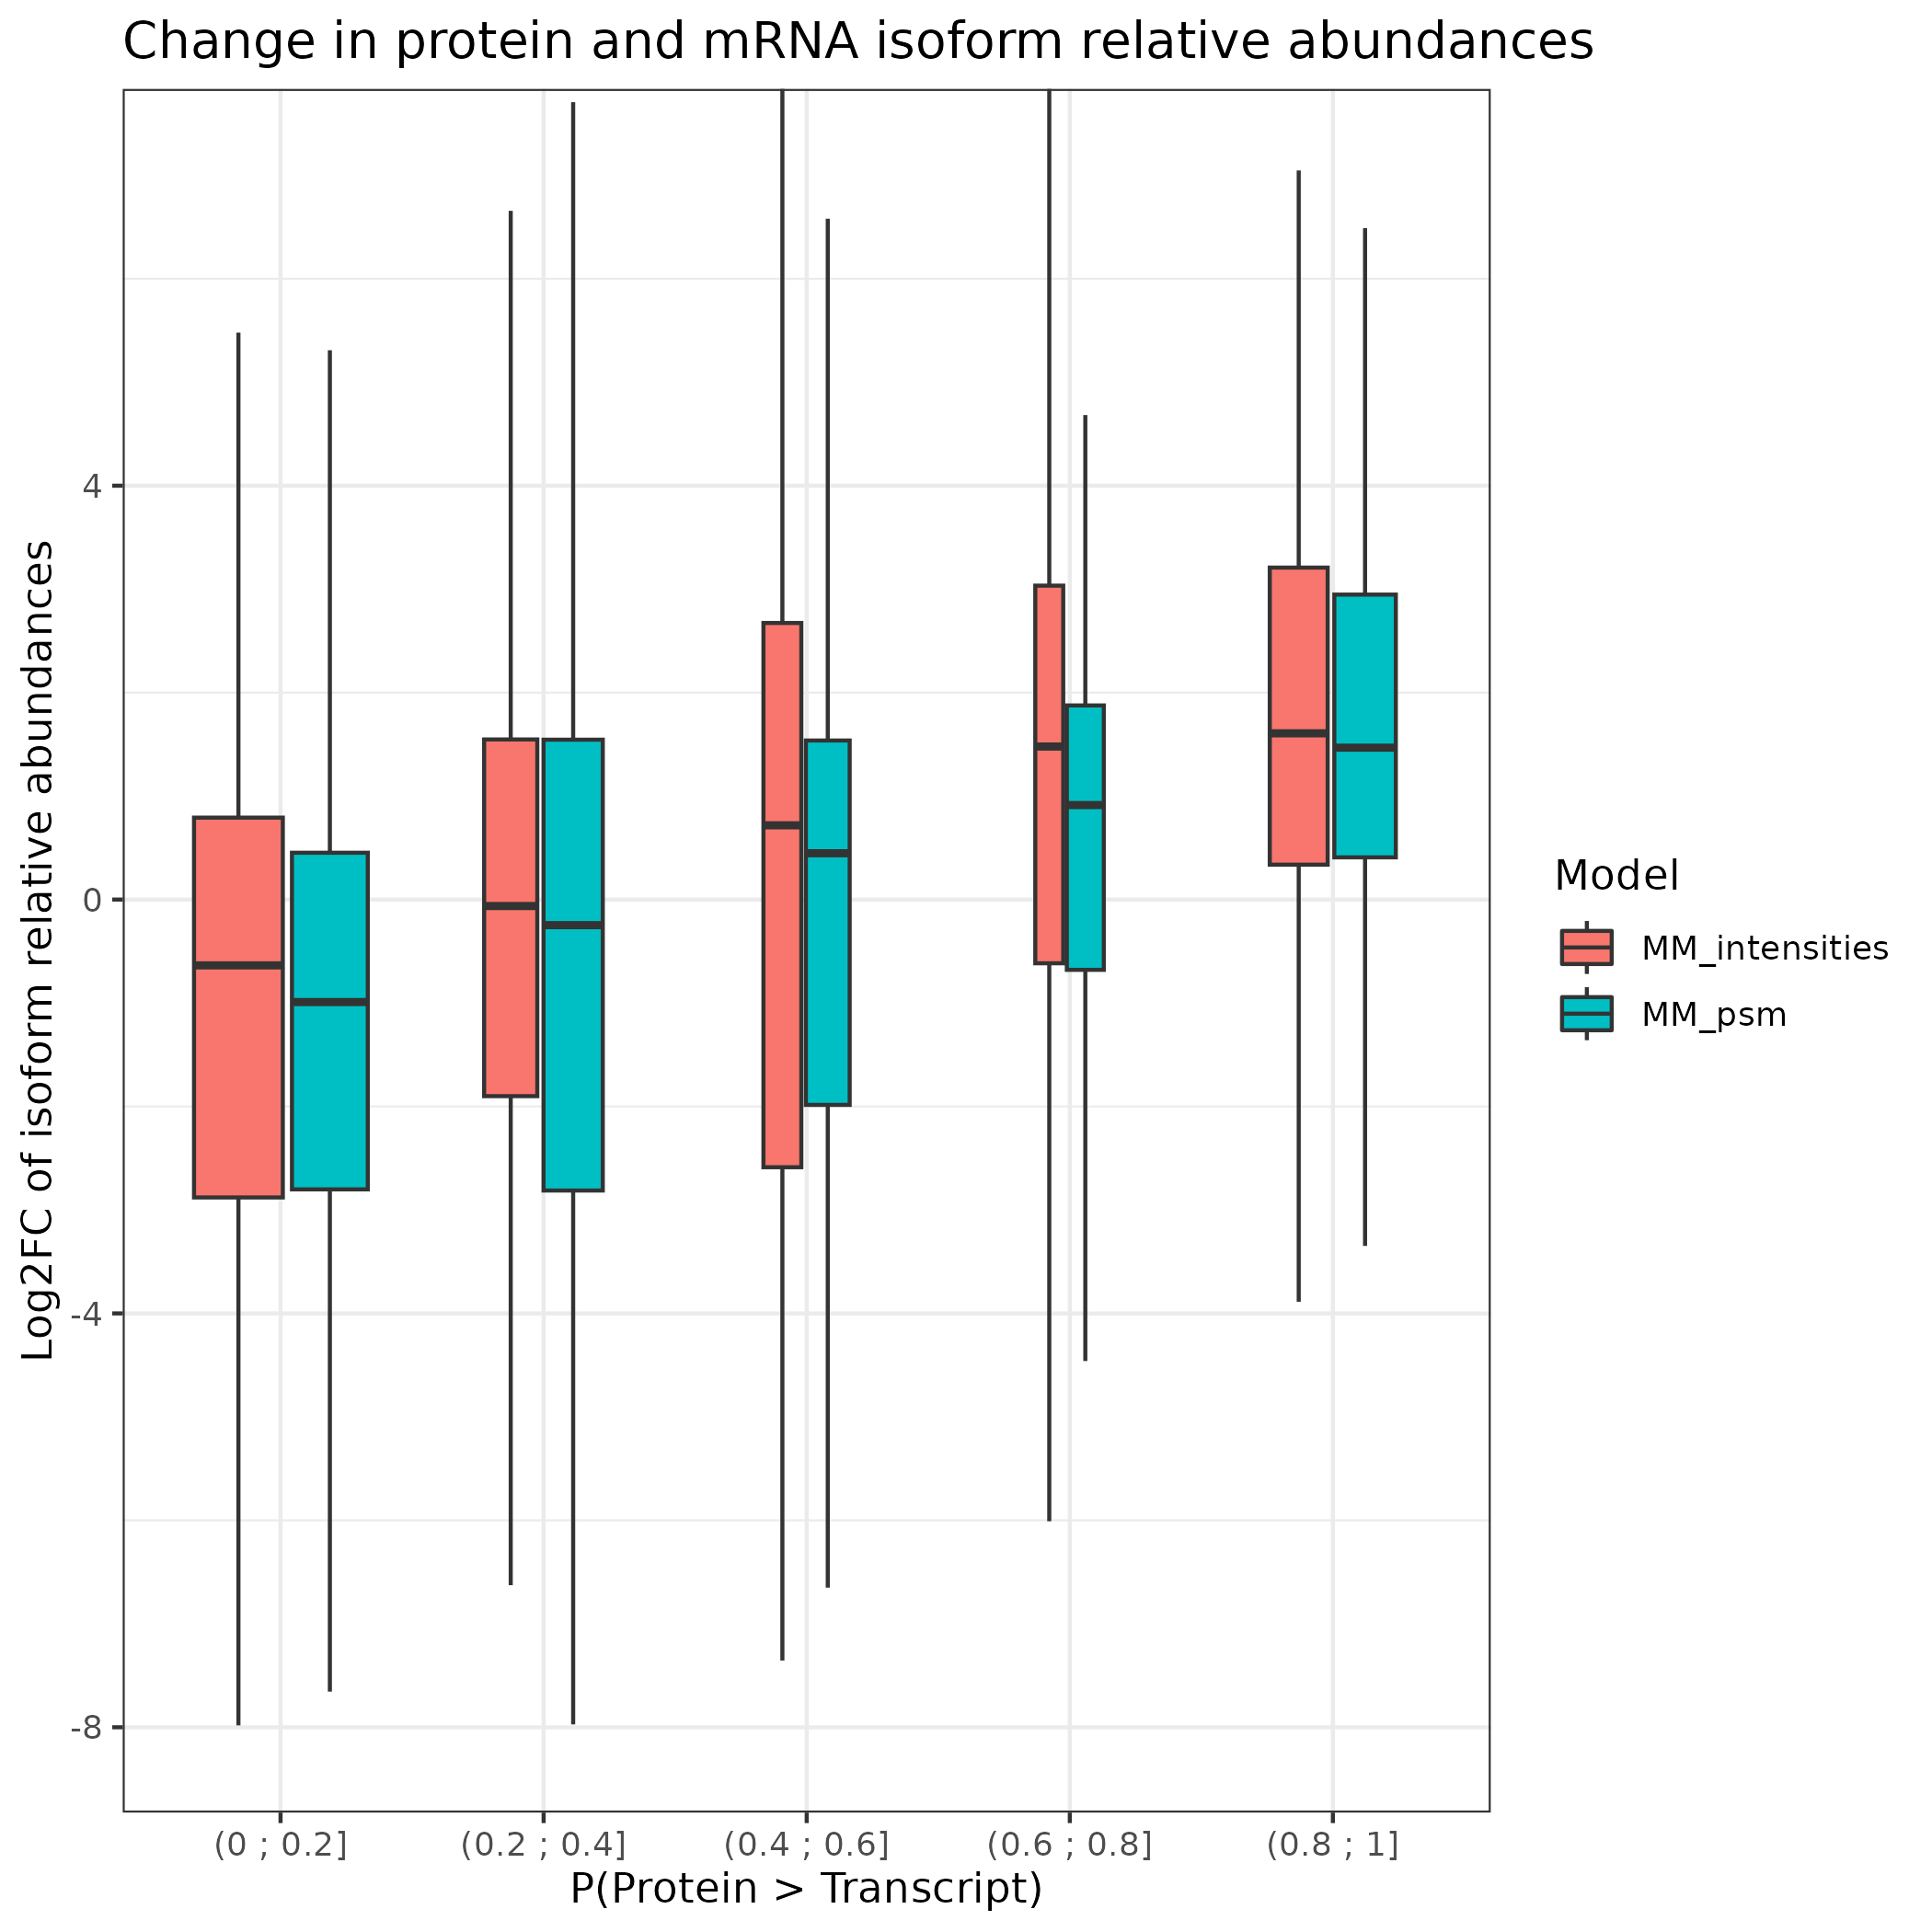 Change in protein and mRNA isoform relative abundances
Log2FC of isoform relative abundances
4
0
-4
-8
(0 ; 0.2]
(0.2 ; 0.4]
(0.4 ; 0.6]
(0.6 ; 0.8]
(0.8 ; 1]
P(Protein > Transcript)
Model
MM_intensities
MM_psm